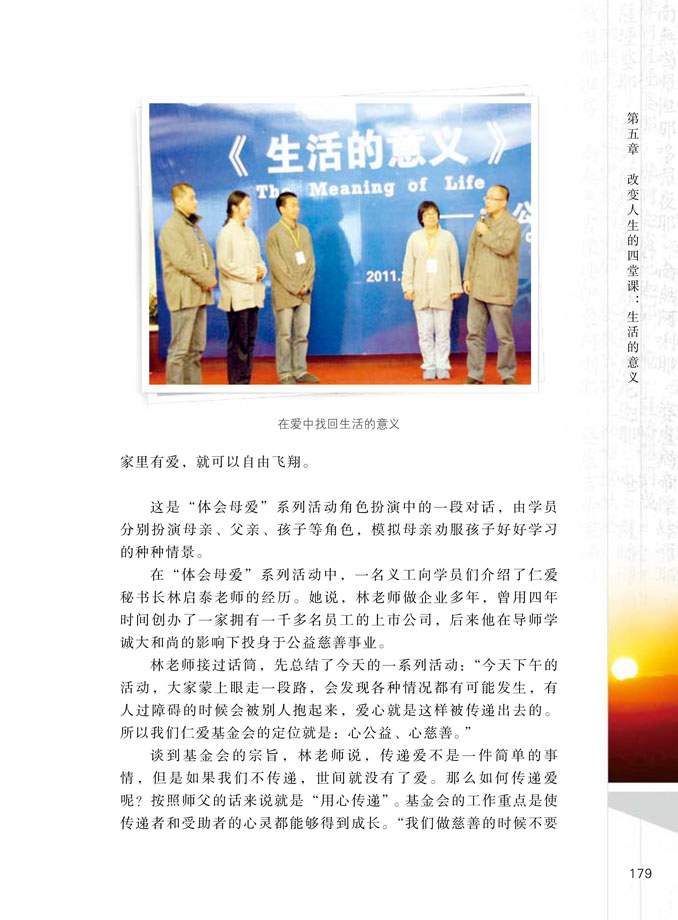 《生活的意义》
The Meaning of Life
——公
2011.
在爱中找回生活的意义
家里有爱，就可以自由飞翔。
这是“体会母爱”系列活动角色扮演中的一段对话，由学员
分别扮演母亲、父亲、孩子等角色，模拟母亲劝服孩子好好学习
的种种情景。
在“体会母爱”系列活动中，一名义工向学员们介绍了仁爱
秘书长林启泰老师的经历。她说，林老师做企业多年，曾用四年
时间创办了一家拥有一千多名员工的上市公司，后来他在导师学
诚大和尚的影响下投身于公益慈善事业。
林老师接过话筒，先总结了今天的一系列活动：“今天下午的
活动，大家蒙上眼走一段路，会发现各种情况都有可能发生，有
人过障碍的时候会被别人抱起来，爱心就是这样被传递出去的。
所以我们仁爱基金会的定位就是：心公益、心慈善。”
谈到基金会的宗旨，林老师说，传递爱不是一件简单的事
情，但是如果我们不传递，世间就没有了爱。那么如何传递爱
呢？按照师父的话来说就是“用心传递”。基金会的工作重点是使
传递者和受助者的心灵都能够得到成长。“我们做慈善的时候不要
第五章 改变人生的四堂课：生活的意义
179